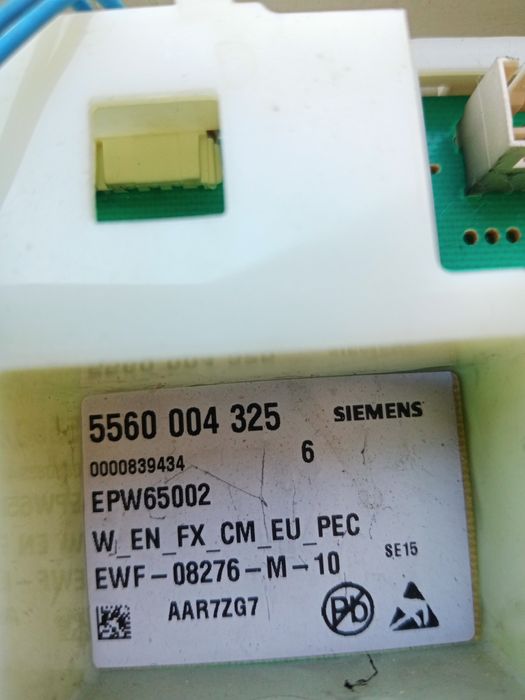 5560 004 325 SIEMENS
0000839434 6
EPW65002
W_EN_FX_CM_EU_PEC
EWF-08276-M-10 SE15
AAR7ZG7 Pb